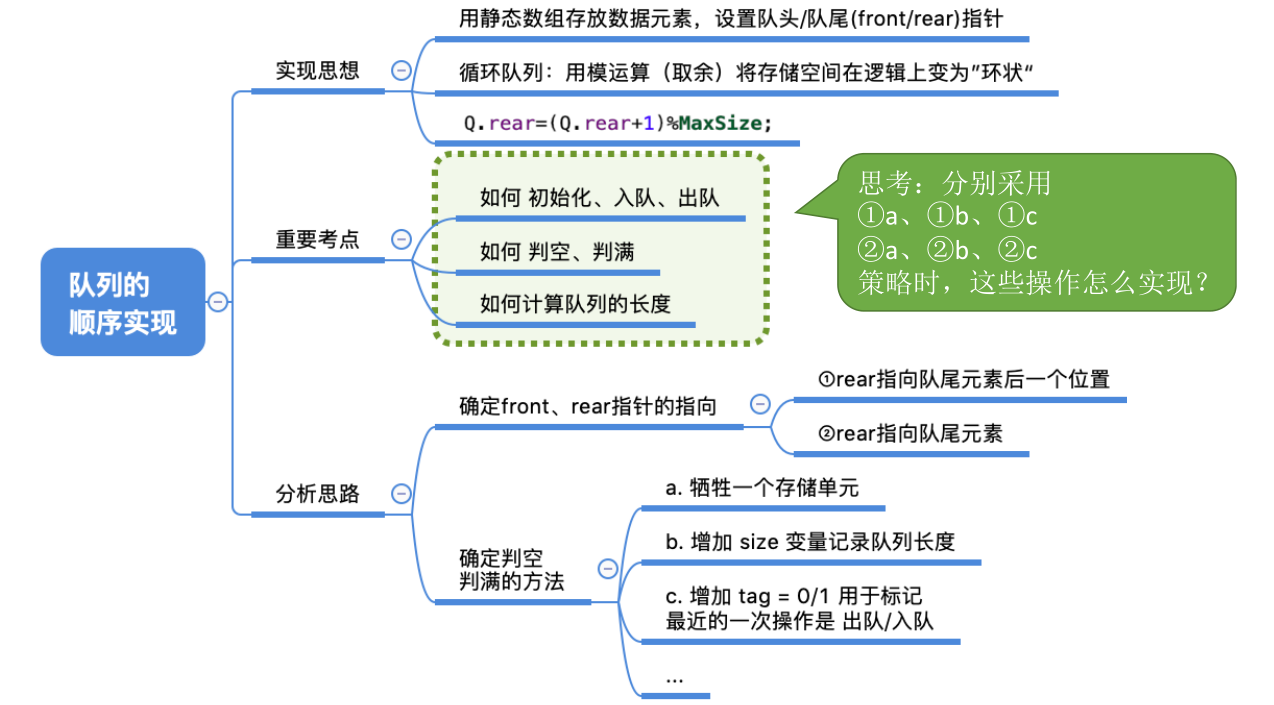 用静态数组存放数据元素，设置队头/队尾(front/rear)指针
实现思想
循环队列：用模运算（取余）将存储空间在逻辑上变为”环状“
Q.rear=(Q.rear+1)%MaxSize;
队列的
顺序实现
重要考点
如何 初始化、入队、出队
如何 判空、判满
如何计算队列的长度
思考：分别采用
①a、①b、①c
②a、②b、②c
策略时，这些操作怎么实现？
分析思路
确定front、rear指针的指向
①rear指向队尾元素后一个位置
②rear指向队尾元素
确定判空
判满的方法
a. 牺牲一个存储单元
b. 增加 size 变量记录队列长度
c. 增加 tag = 0/1 用于标记
最近的一次操作是 出队/入队
...